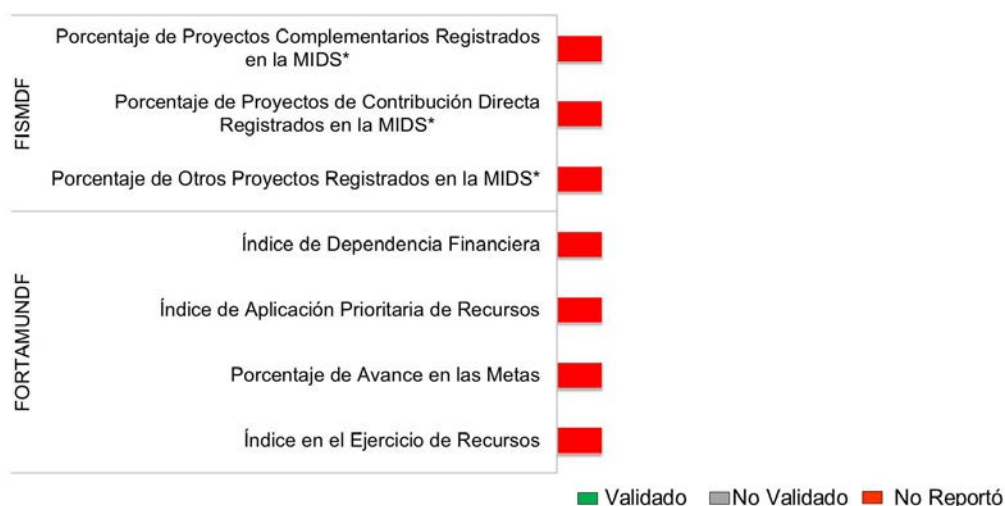 FISMDF
Porcentaje de Proyectos Complementarios Registrados
en la MIDS*
Porcentaje de Proyectos de Contribución Directa
Registrados en la MIDS*
Porcentaje de Otros Proyectos Registrados en la MIDS*
FORTAMUNDF
Índice de Dependencia Financiera
Índice de Aplicación Prioritaria de Recursos
Porcentaje de Avance en las Metas
Índice en el Ejercicio de Recursos
Validado No Validado No Reportó